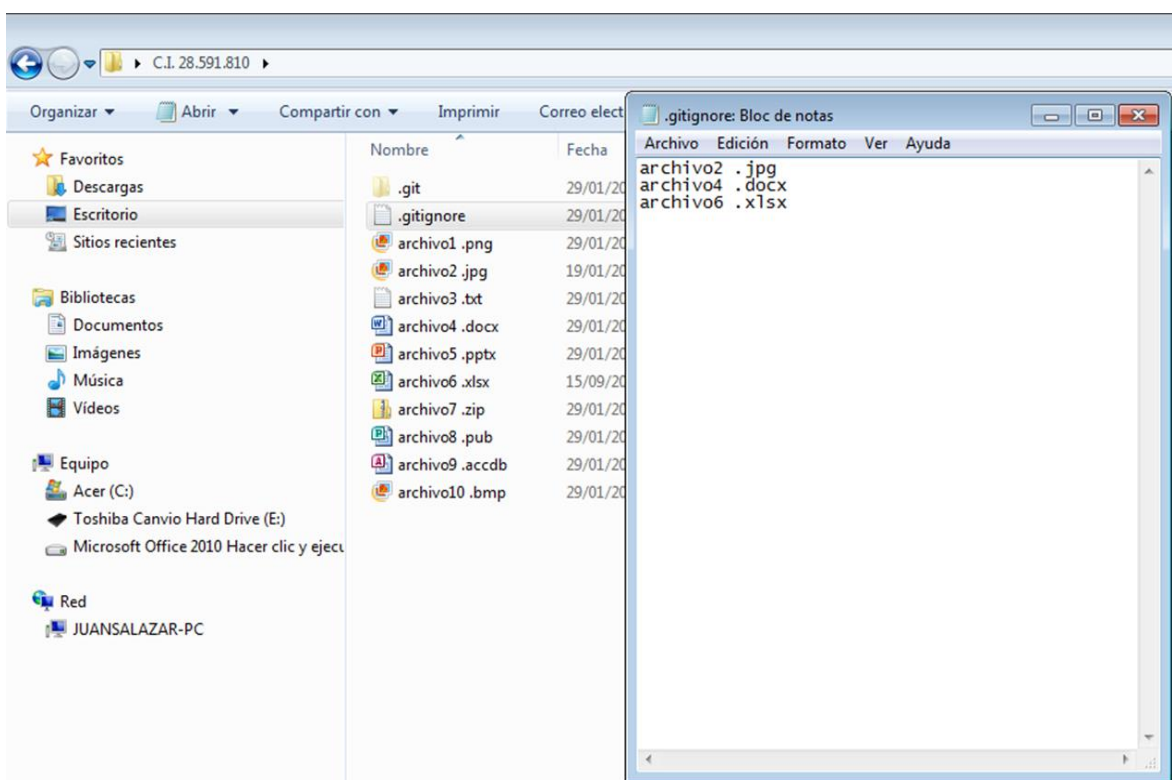 C.I. 28.591.810
Organizar Abrir Compartir con Imprimir Correo elect
Favoritos
Descargas
Escritorio
Sitios recientes
Bibliotecas
Documentos
Imágenes
Música
Vídeos
Equipo
Acer (C:)
Toshiba Canvio Hard Drive (E:)
Microsoft Office 2010 Hacer clic y ejecu
Red
JUANSALAZAR-PC
Nombre Fecha
.git 29/01/20
.gitignore 29/01/20
archivo1 .png 29/01/20
archivo2 .jpg 19/01/20
archivo3 .txt 29/01/20
archivo4 .docx 29/01/20
archivo5 .pptx 29/01/20
archivo6 .xlsx 15/09/20
archivo7 .zip 29/01/20
archivo8 .pub 29/01/20
archivo9 .accdb 29/01/20
archivo10 .bmp 29/01/20
.gitignore: Bloc de notas
Archivo Edición Formato Ver Ayuda
archivo2 .jpg
archivo4 .docx
archivo6 .xlsx